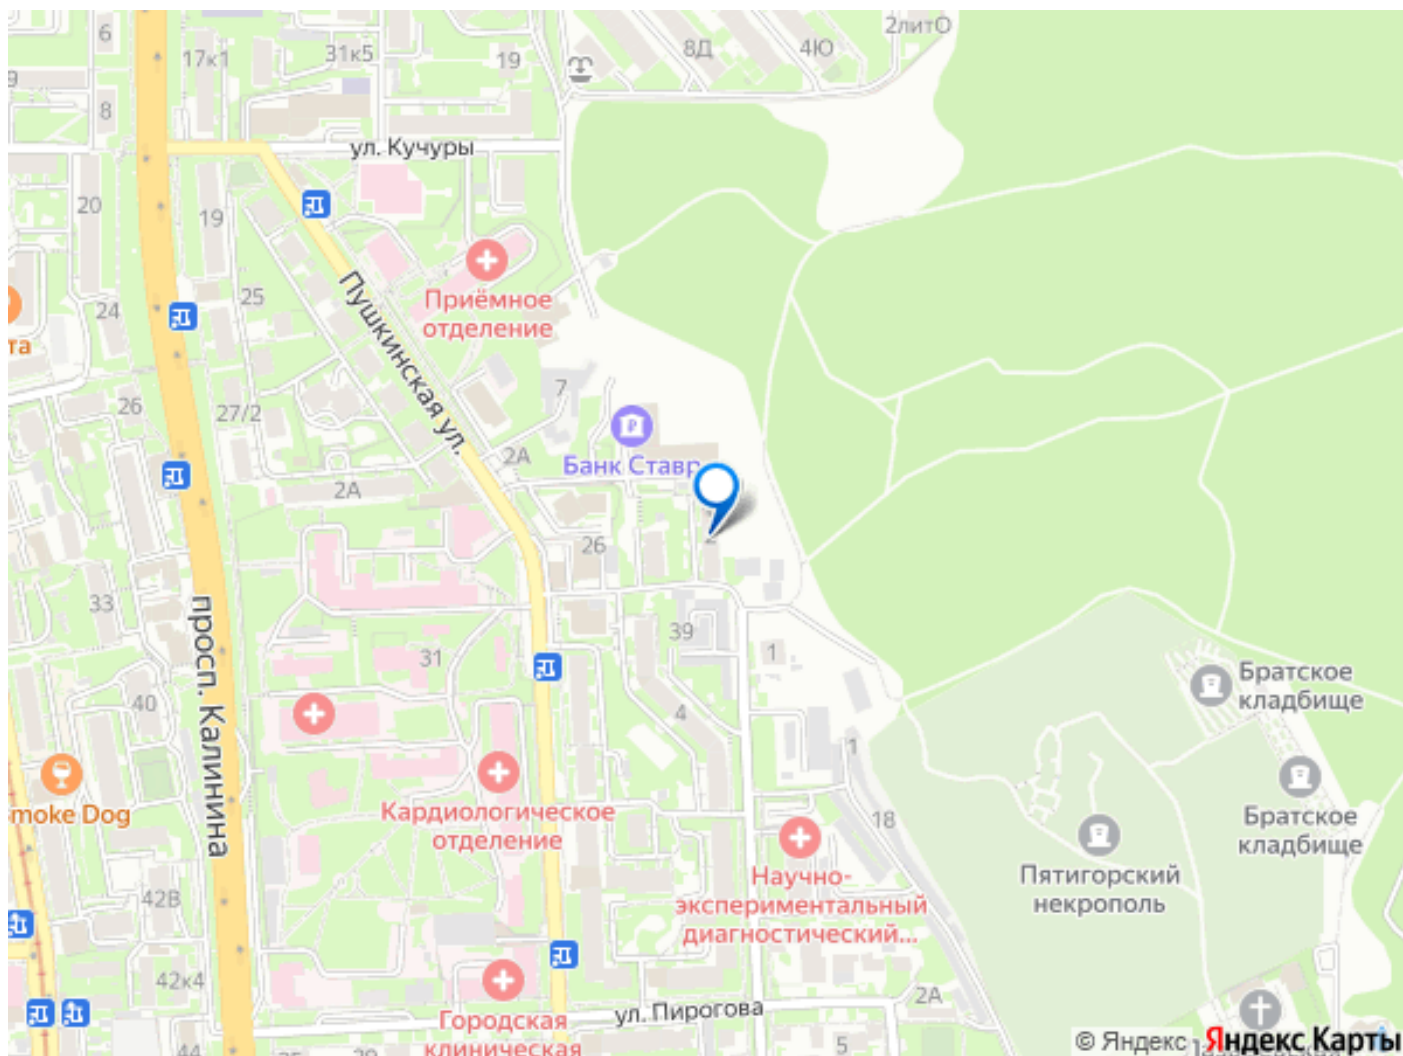 6
17к1
31к5
19
8Д
4Ю
2литО
9
8
ул. Кучуры
20
19
Пушкинская ул.
Приёмное
отделение
25
24
та
7
26
27/2
2А
Банк Ставр
2А
26
2
33
просп. Калинина
39
1
31
40
4
1
Братское
кладбище
moke Dog
Кардиологическое
отделение
18
Братское
кладбище
Научно-
экспериментальный
диагностический...
Пятигорский
некрополь
42В
42к4
2А
ул. Пирогова
Городская
клиническая
44
5
© Яндекс Яндекс Карты